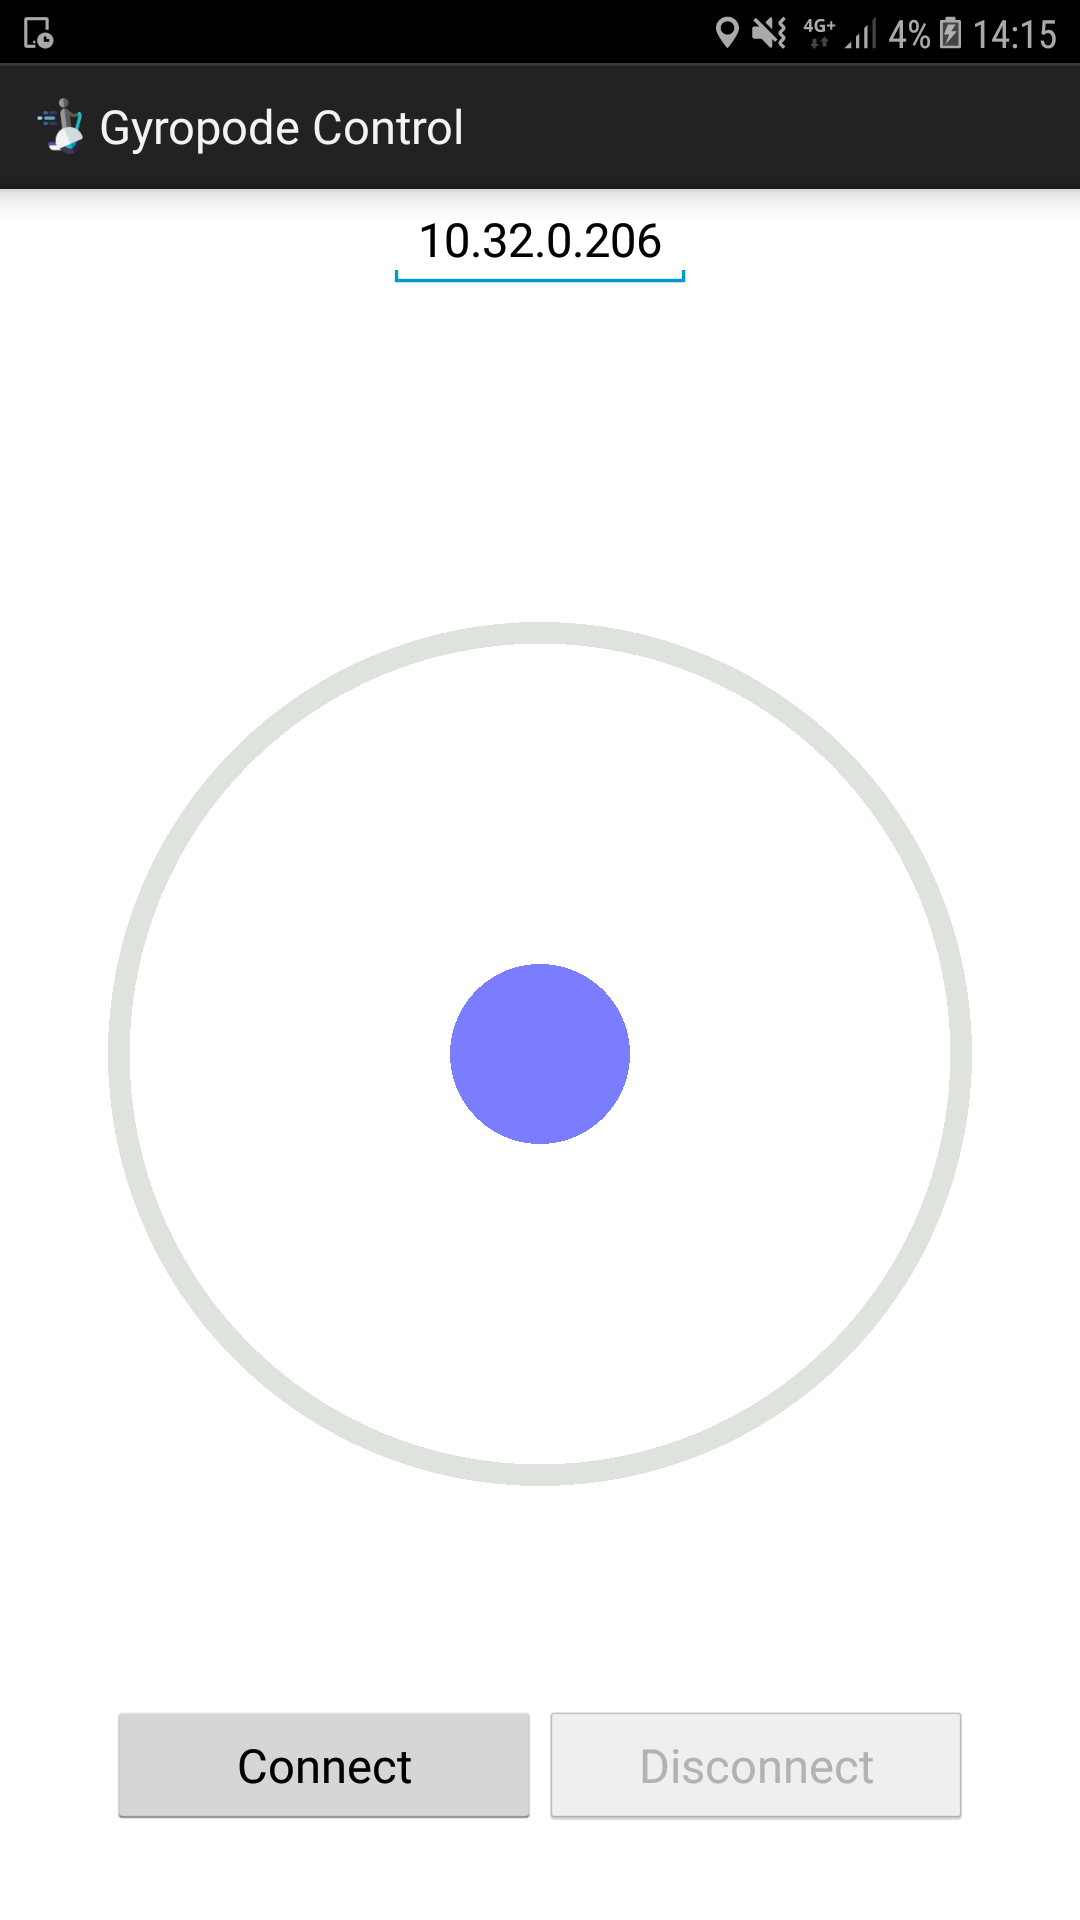 4G+ 4% 14:15
Gyropode Control
10.32.0.206
Connect Disconnect